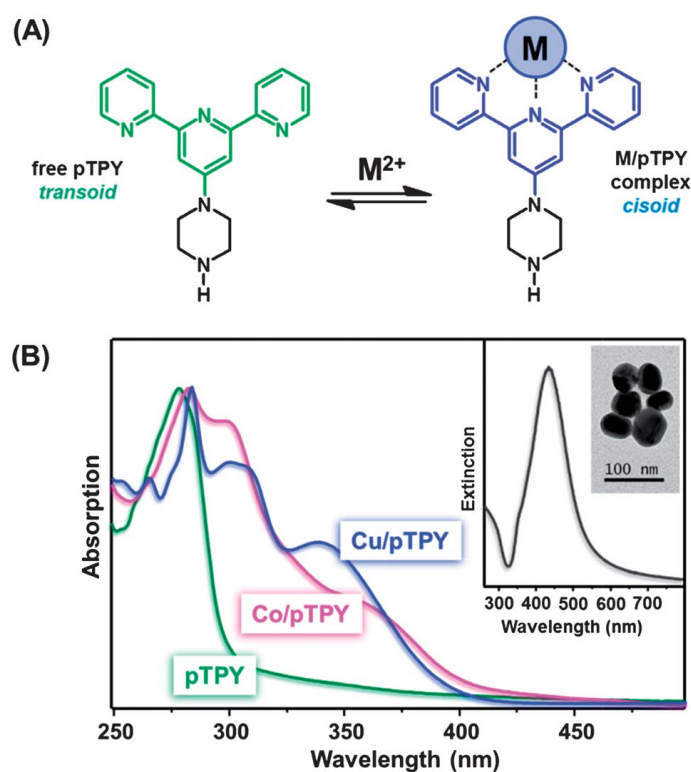 (A)
M
N
N
N
N
N
N
free pTPY
transoid
M2+
M/pTPY
complex
cisoid
N
N
N
H
N
H
(B)
Absorption
Extinction
100 nm
300 400 500 600 700
Wavelength (nm)
Cu/pTPY
Co/pTPY
pTPY
250 300 350 400 450
Wavelength (nm)